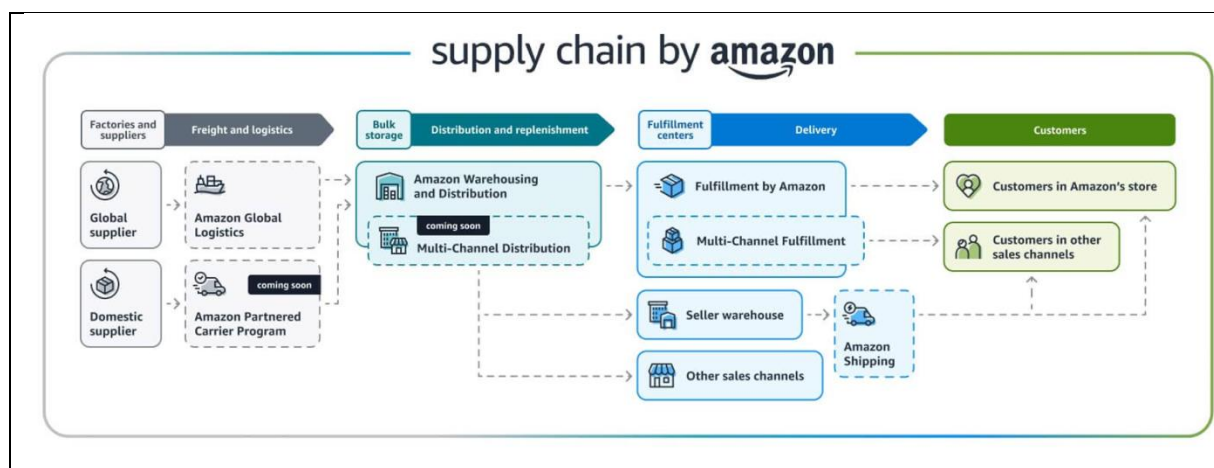 supply chain by amazon
Factories and
suppliers
Freight and logistics
Bulk
storage
Distribution and replenishment
Fulfillment
centers
Delivery
Customers
Global
supplier
Amazon Global
Logistics
Domestic
supplier
coming soon
Amazon Partnered
Carrier Program
Amazon Warehousing
and Distribution
coming soon
Multi-Channel Distribution
Fulfillment by Amazon
Multi-Channel Fulfillment
Seller warehouse
Amazon
Shipping
Other sales channels
Customers in Amazon's store
Customers in other
sales channels